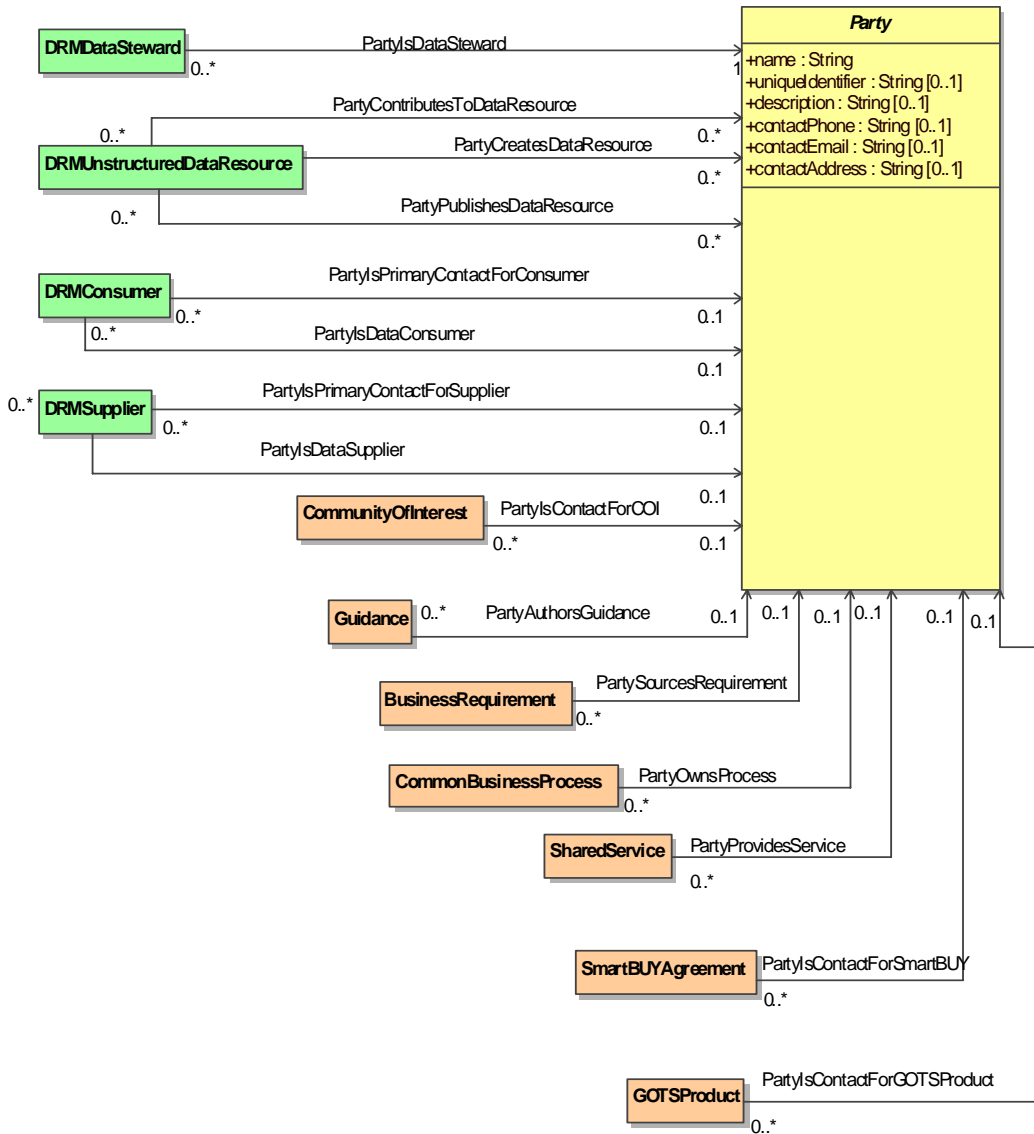 Party
DRMDataSteward
PartyIsDataSteward
0..*
1
+name : String
+uniqueIdentifier : String [0..1]
+description : String [0..1]
+contactPhone : String [0..1]
+contactEmail : String [0..1]
+contactAddress : String [0..1]
PartyContributesToDataResource
0..*
0..*
DRMUnstructuredDataResource
PartyCreatesDataResource
0..*
PartyPublishesDataResource
0..*
0..*
DRMConsumer
PartyIsPrimaryContactForConsumer
0..*
0..1
PartyIsDataConsumer
0..*
0..1
DRMSupplier
PartyIsPrimaryContactForSupplier
0..*
0..*
0..1
PartyIsDataSupplier
0..1
CommunityOfInterest
PartyIsContactForCOI
0..*
0..1
Guidance
0..*
PartyAuthorsGuidance
0..1
0..1
0..1
0..1
0..1
0..1
BusinessRequirement
PartySourcesRequirement
0..*
CommonBusinessProcess
PartyOwnsProcess
0..*
SharedService
PartyProvidesService
0..*
SmartBUYAgreement
PartyIsContactForSmartBUY
0..*
GOTSProduct
PartyIsContactForGOTSProduct
0..*